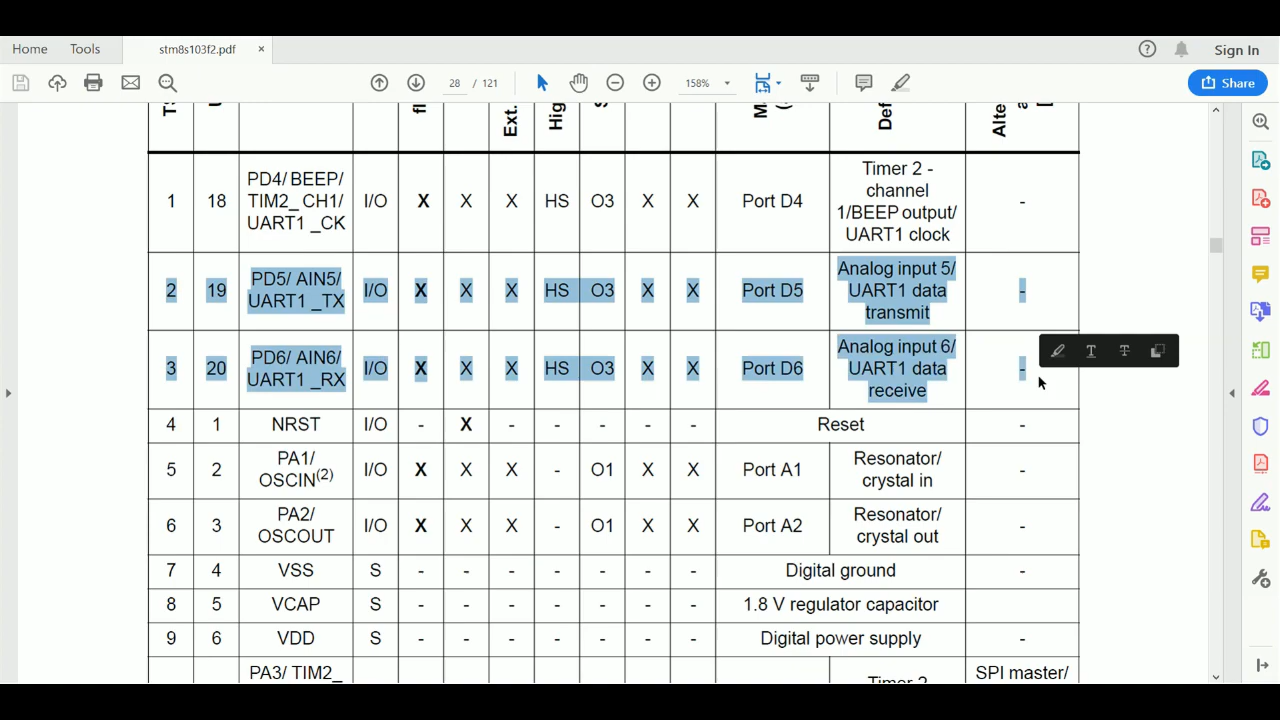 Home Tools stm8s103f2.pdf × Sign In
28 / 121 158% Share
fl Ext. Hig Def Alte
1 18 PD4/ BEEP/ TIM2_ CH1/ UART1 _CK I/O X X X HS O3 X X Port D4 Timer 2 - channel 1/BEEP output/ UART1 clock -
2 19 PD5/ AIN5/ UART1 _TX I/O X X X HS O3 X X Port D5 Analog input 5/ UART1 data transmit -
3 20 PD6/ AIN6/ UART1 _RX I/O X X X HS O3 X X Port D6 Analog input 6/ UART1 data receive -
4 1 NRST I/O - X - - - - - Reset -
5 2 PA1/ OSCIN(2) I/O X X X - O1 X X Port A1 Resonator/ crystal in -
6 3 PA2/ OSCOUT I/O X X X - O1 X X Port A2 Resonator/ crystal out -
7 4 VSS S - - - - - - - Digital ground -
8 5 VCAP S - - - - - - - 1.8 V regulator capacitor
9 6 VDD S - - - - - - - Digital power supply -
PA3/ TIM2_ Timer 2 SPI master/